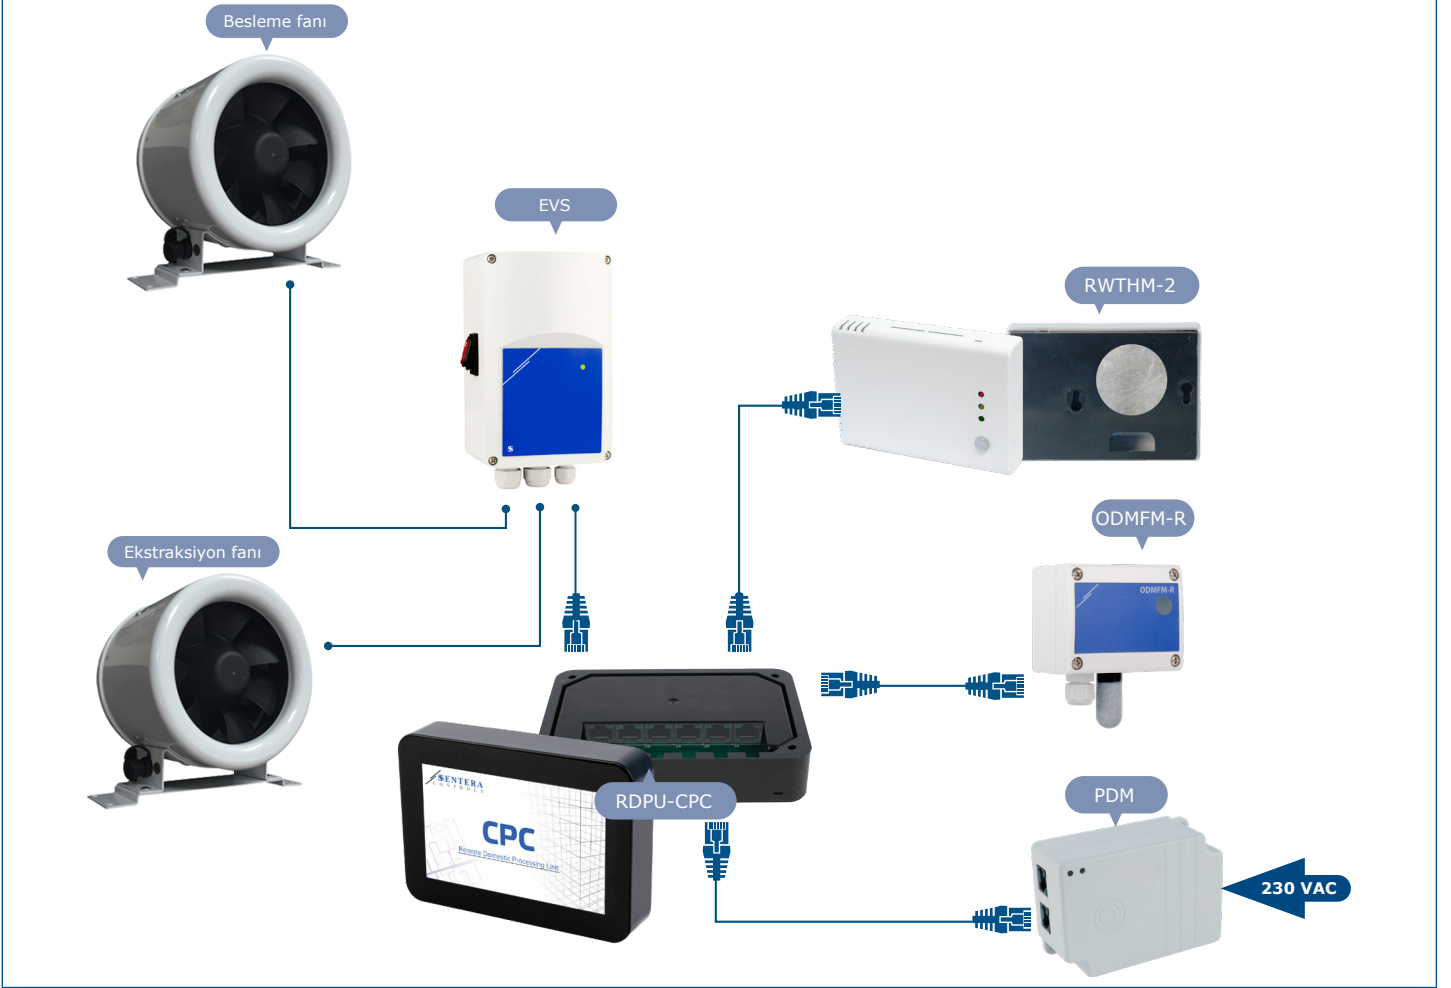 Besleme fanı
EVS
RWTHM-2
ODMFM-R
ODMFM-R
Ekstraksiyon fanı
SENTERA
CONTROLS
CPC
Remote Domestic Processing Unit
RDPU-CPC
PDM
230 VAC